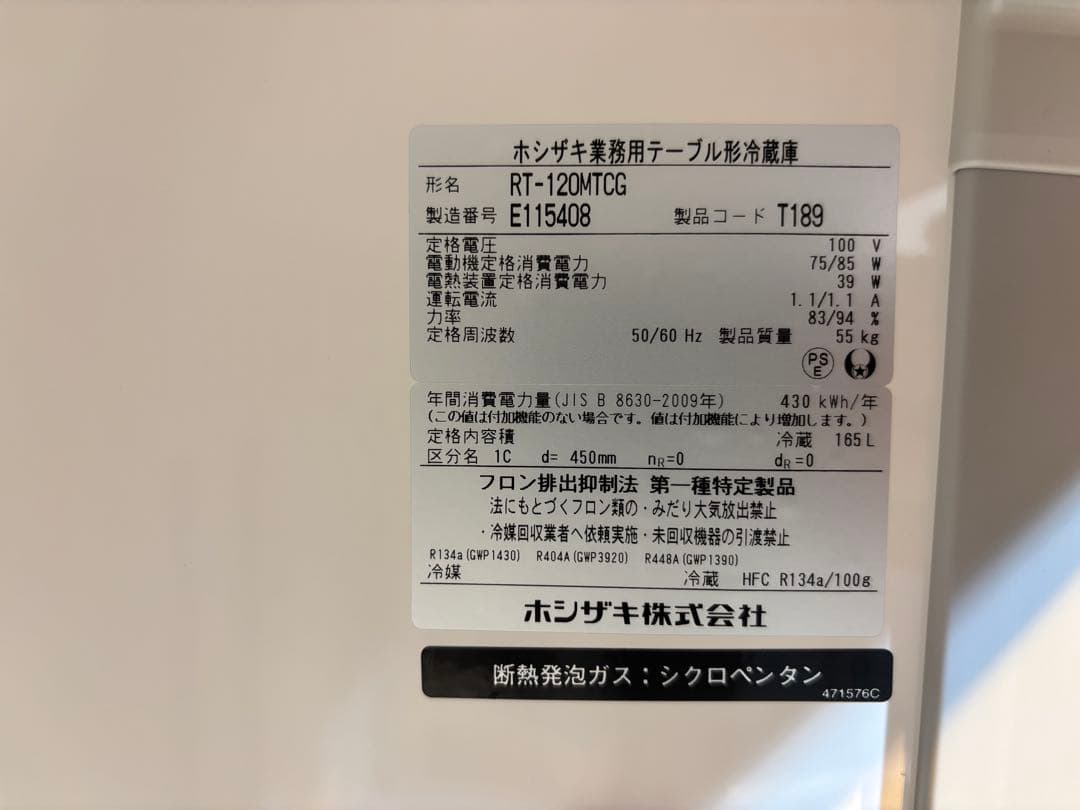 ホシザキ業務用テーブル形冷蔵庫
形名 RT-120MTCG
製造番号 E115408 製品コード T189
定格電圧 100 V
電動機定格消費電力 75/85 W
電熱装置定格消費電力 39 W
運転電流 1.1/1.1 A
力率 83/94 %
定格周波数 50/60 Hz 製品質量 55 kg
PS
E
年間消費電力量(JIS B 8630-2009年) 430 kWh/年
(この値は付加機能のない場合です。値は付加機能により増加します。)
定格内容積 冷蔵 165L
区分名 1C d= 450mm nR=0 dR=0
フロン排出抑制法 第一種特定製品
法にもとづくフロン類の・みだり大気放出禁止
・冷媒回収業者へ依頼実施・未回収機器の引渡禁止
R134a(GWP1430) R404A(GWP3920) R448A(GWP1390)
冷媒 冷蔵 HFC R134a/100g
ホシザキ株式会社
断熱発泡ガス:シクロペンタン
471576C